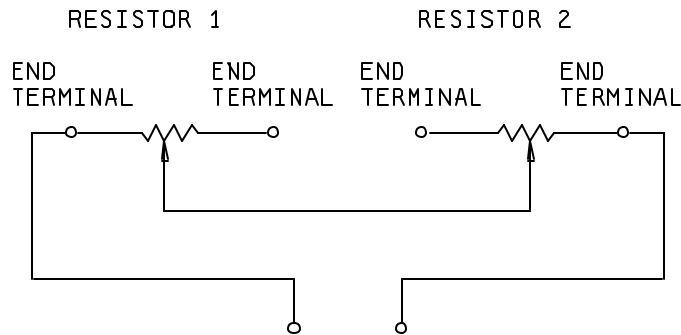 RESISTOR 1
RESISTOR 2
END TERMINAL
END TERMINAL
END TERMINAL
END TERMINAL